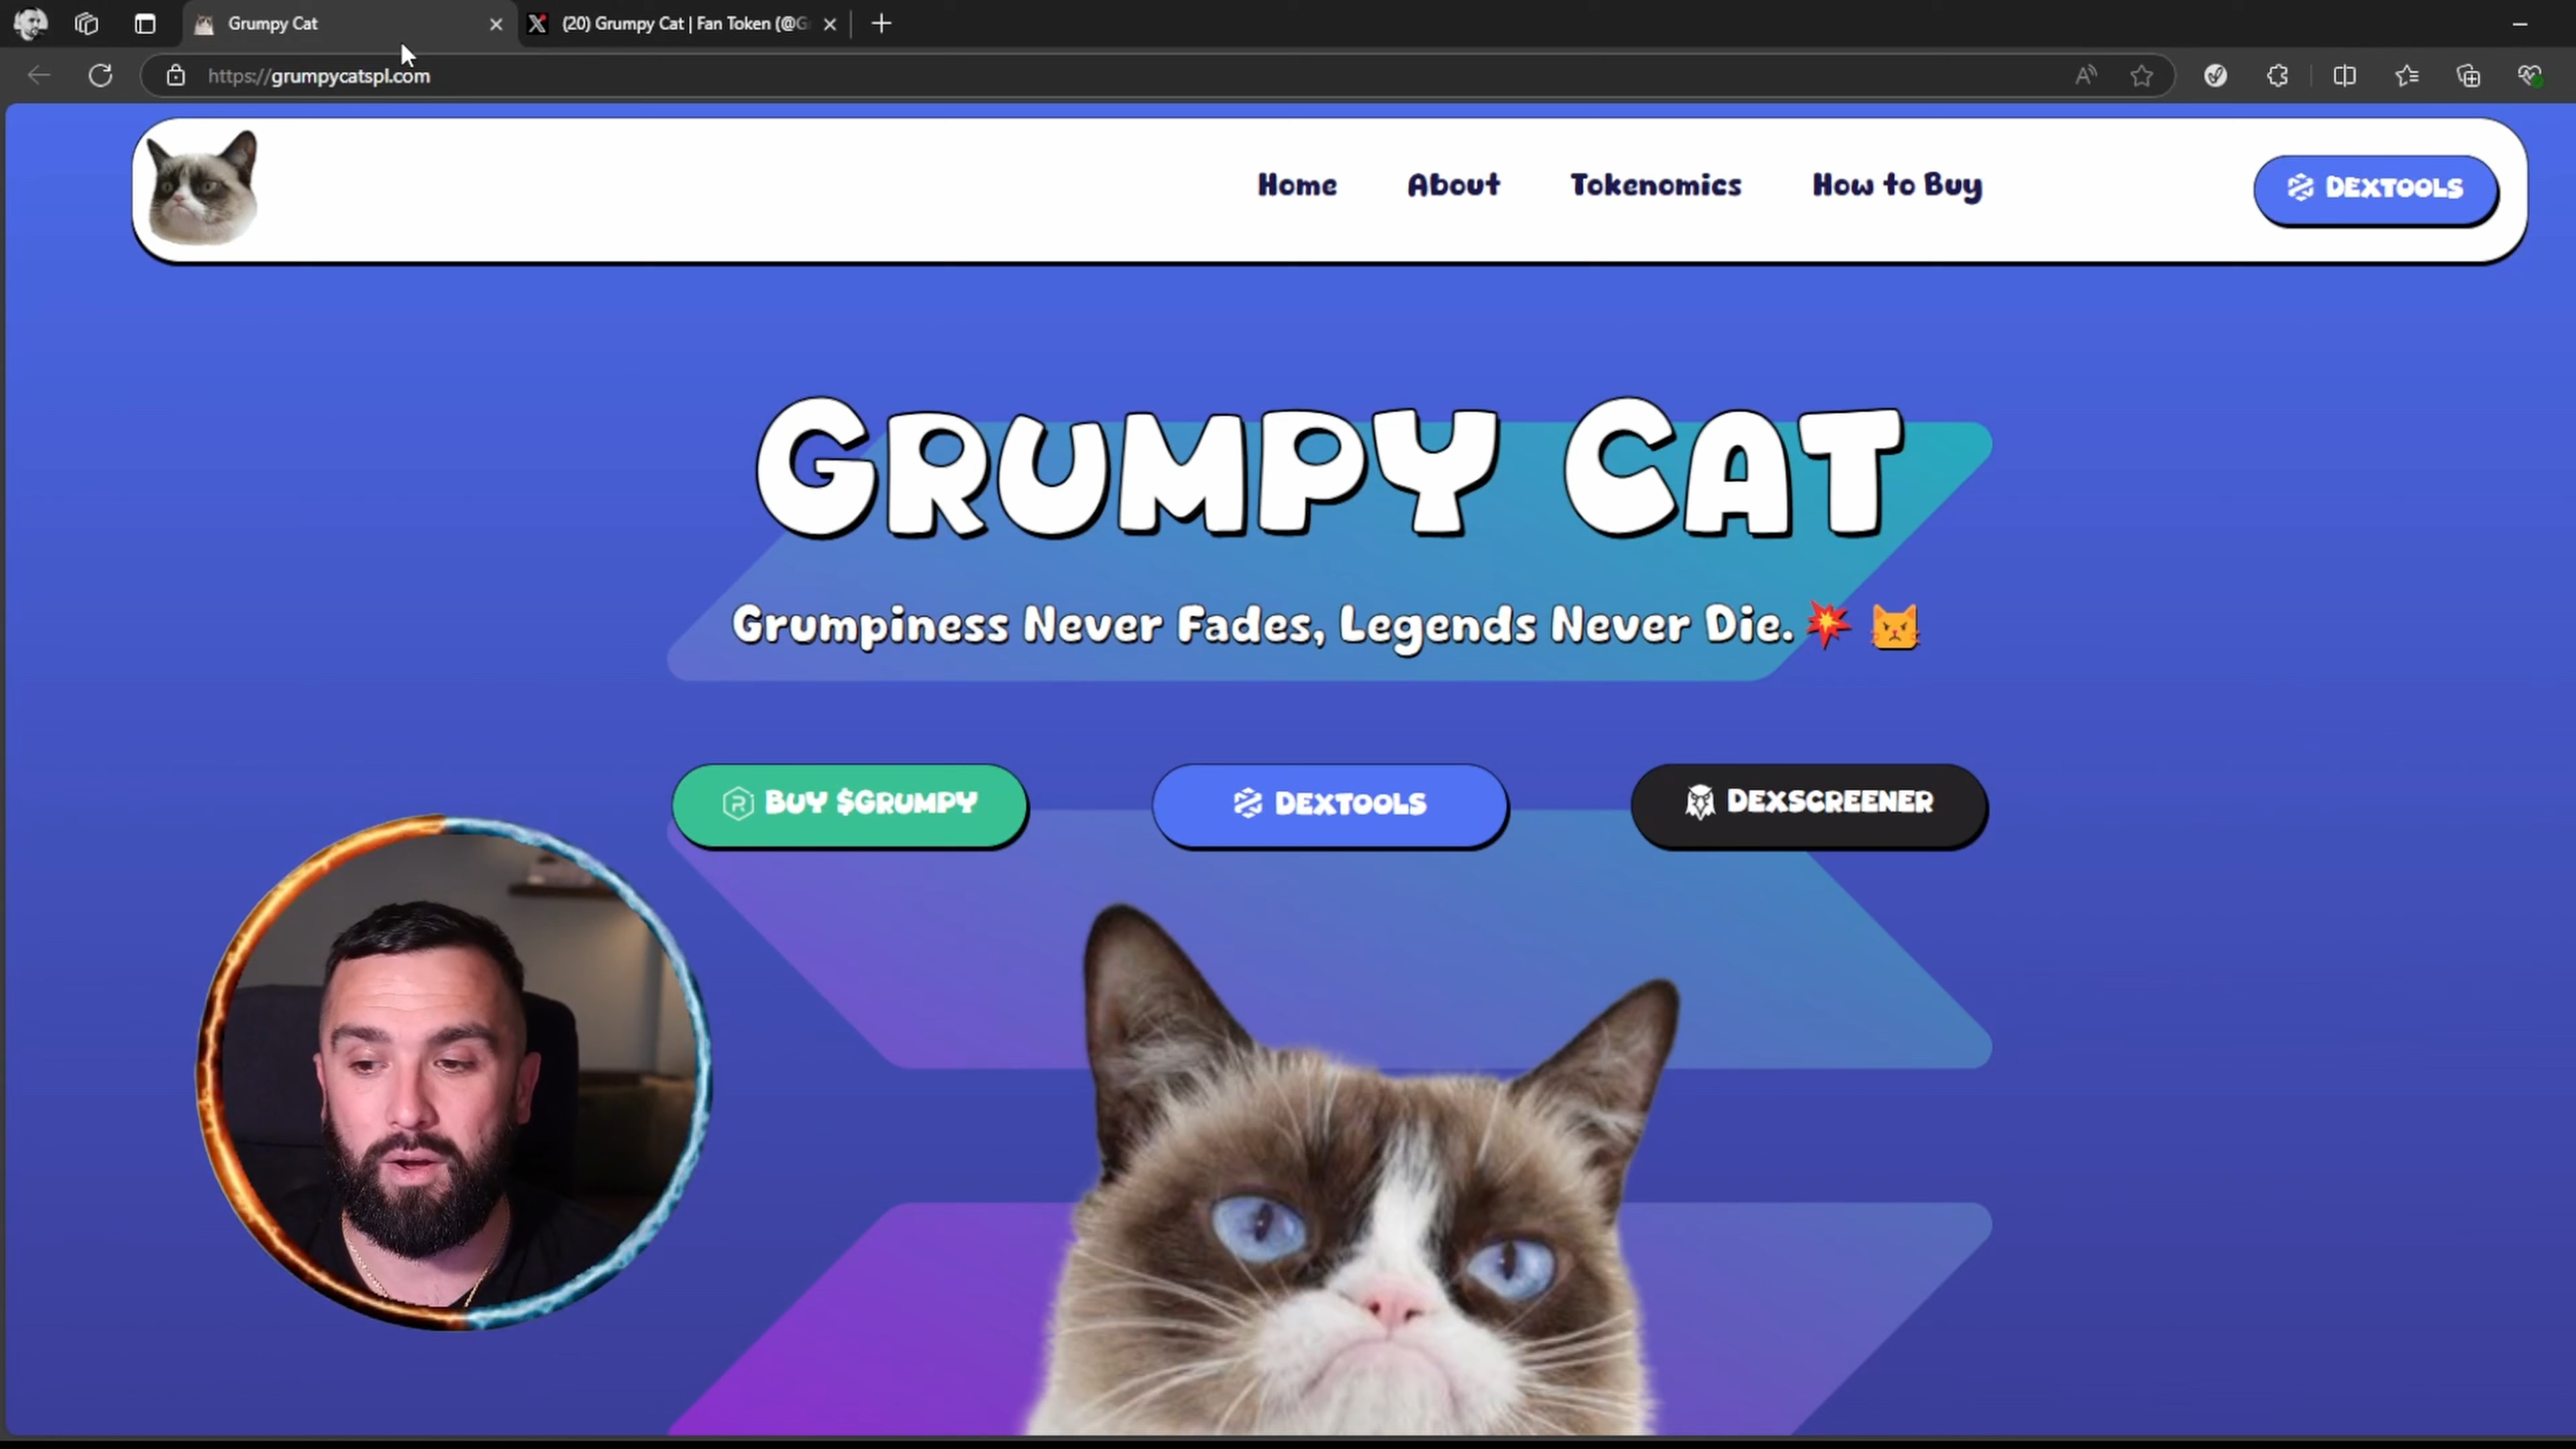 Grumpy Cat
(20) Grumpy Cat | Fan Token (@G
https://grumpycatspl.com
Home
About
Tokenomics
How to Buy
DEXTOOLS
GRUMPY CAT
Grumpiness Never Fades, Legends Never Die.
BUY $GRUMPY
DEXTOOLS
DEXSCREENER